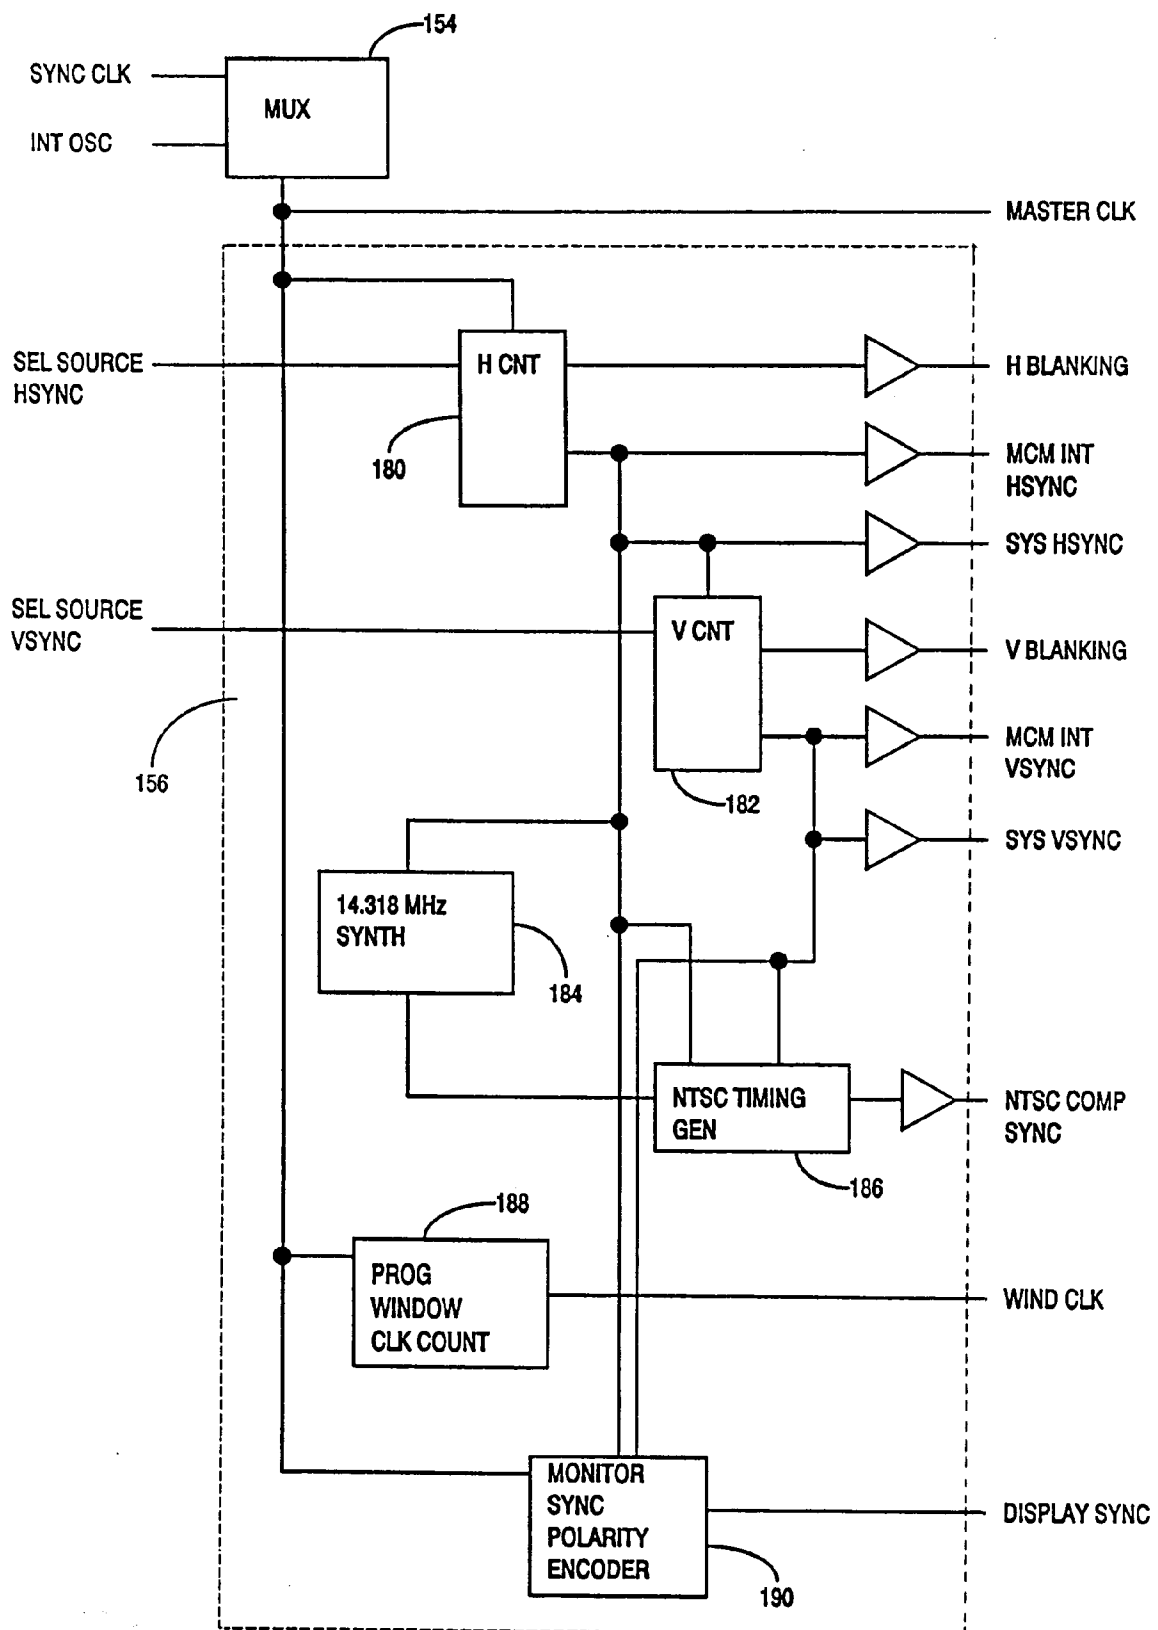 154
SYNC CLK
MUX
INT OSC
MASTER CLK
SEL SOURCE
HSYNC
H CNT
H BLANKING
180
MCM INT
HSYNC
SYS HSYNC
SEL SOURCE
VSYNC
V CNT
V BLANKING
156
MCM INT
VSYNC
182
SYS VSYNC
14.318 MHz
SYNTH
184
NTSC TIMING
GEN
NTSC COMP
SYNC
186
188
PROG
WINDOW
CLK COUNT
WIND CLK
MONITOR
SYNC
POLARITY
ENCODER
DISPLAY SYNC
190